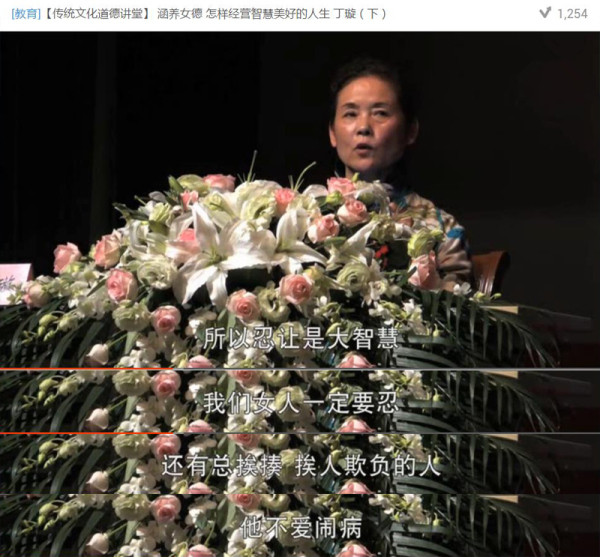 [教育]【传统文化道德讲堂】 涵养女德 怎样经营智慧美好的人生 丁璇（下） 1,254
所以忍让是大智慧
我们女人一定要忍
还有总挨揍 挨人欺负的人
他不爱闹病